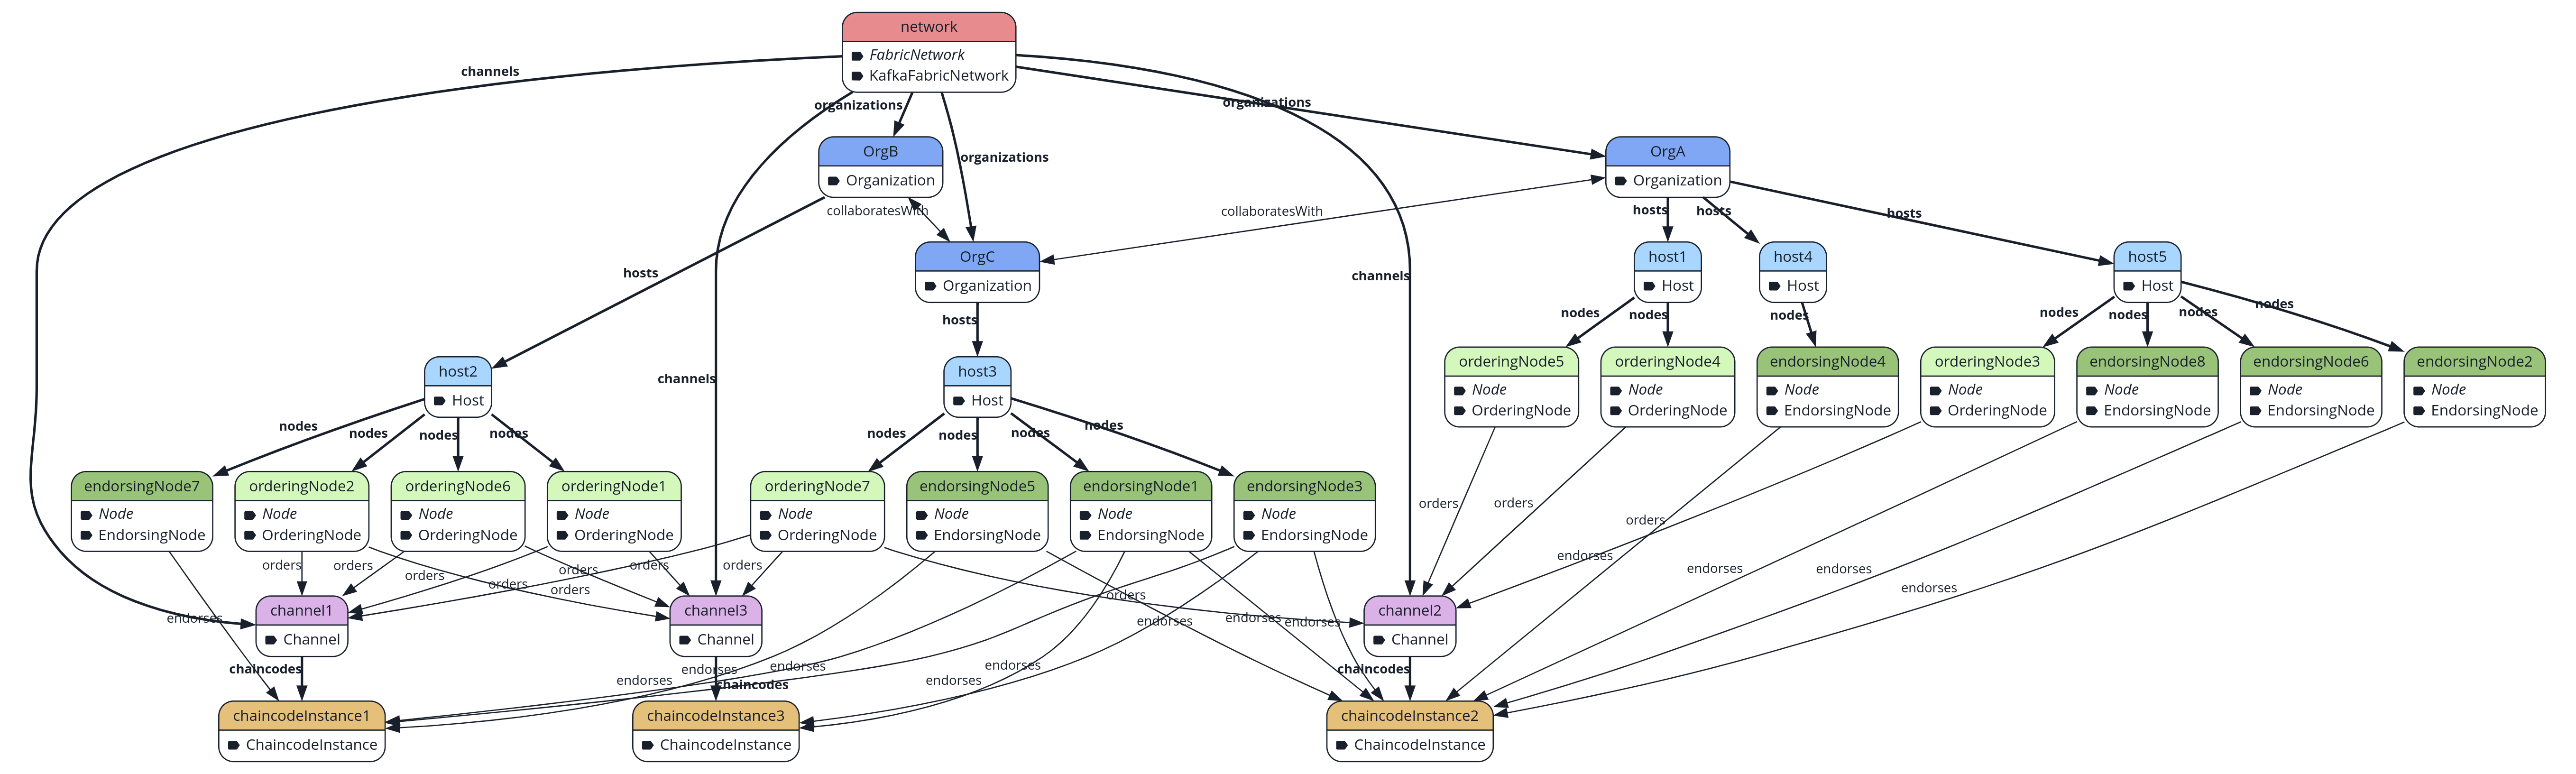 network
FabricNetwork
KafkaFabricNetwork
channels
organizations
organizations
OrgB
Organization
organizations
OrgA
Organization
collaboratesWith
collaboratesWith
hosts
hosts
hosts
hosts
channels
OrgC
Organization
host1
Host
host4
Host
host5
Host
hosts
nodes
nodes
nodes
nodes
nodes
nodes
nodes
channels
host2
Host
host3
Host
orderingNode5
Node
OrderingNode
orderingNode4
Node
OrderingNode
endorsingNode4
Node
EndorsingNode
orderingNode3
Node
OrderingNode
endorsingNode8
Node
EndorsingNode
endorsingNode6
Node
EndorsingNode
endorsingNode2
Node
EndorsingNode
nodes
nodes
nodes
nodes
nodes
nodes
nodes
nodes
endorsingNode7
Node
EndorsingNode
orderingNode2
Node
OrderingNode
orderingNode6
Node
OrderingNode
orderingNode1
Node
OrderingNode
orderingNode7
Node
OrderingNode
endorsingNode5
Node
EndorsingNode
endorsingNode1
Node
EndorsingNode
endorsingNode3
Node
EndorsingNode
orders
orders
orders
endorses
orders
orders
orders
orders
orders
orders
orders
orders
orders
endorses
endorses
endorses
endorses
endorses
endorses
endorses
channel1
Channel
channel3
Channel
channel2
Channel
chaincodes
endorses
endorses
endorses
endorses
endorses
chaincodes
chaincodes
chaincodeInstance1
ChaincodeInstance
chaincodeInstance3
ChaincodeInstance
chaincodeInstance2
ChaincodeInstance